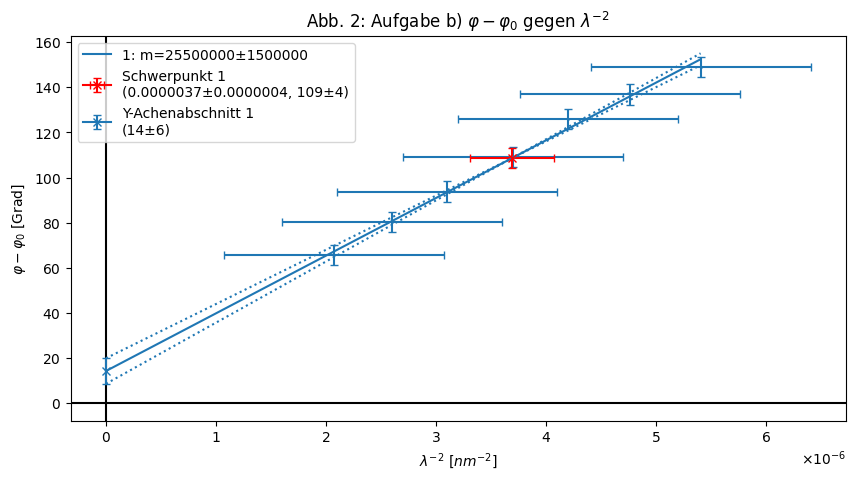 Abb. 2: Aufgabe b) φ − φ₀ gegen λ⁻²
1: m=25500000±1500000
Schwerpunkt 1
(0.0000037±0.0000004, 109±4)
Y-Achenabschnitt 1
(14±6)
φ − φ₀ [Grad]
160
140
120
100
80
60
40
20
0
0 1 2 3 4 5 6
×10⁻⁶
λ⁻² [nm⁻²]